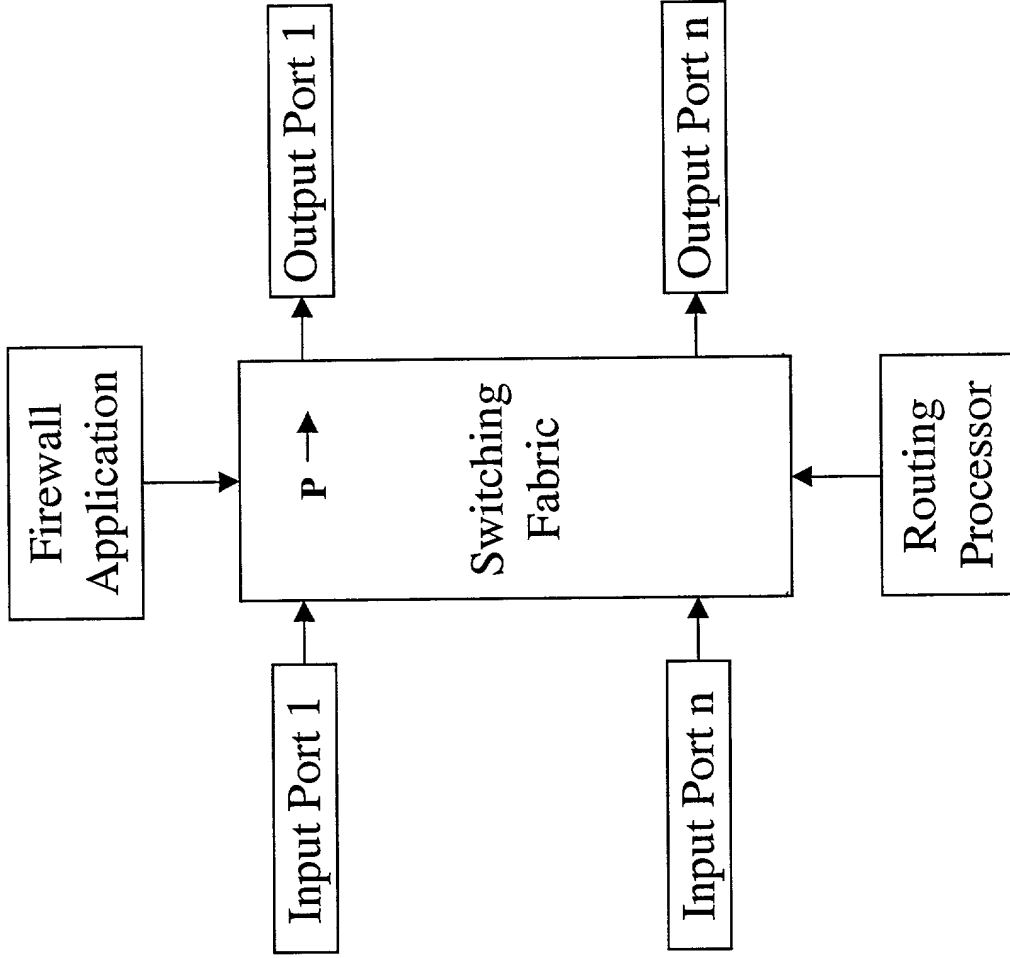 Firewall
Application
Input Port 1
P
Output Port 1
Switching
Fabric
Input Port n
Output Port n
Routing
Processor